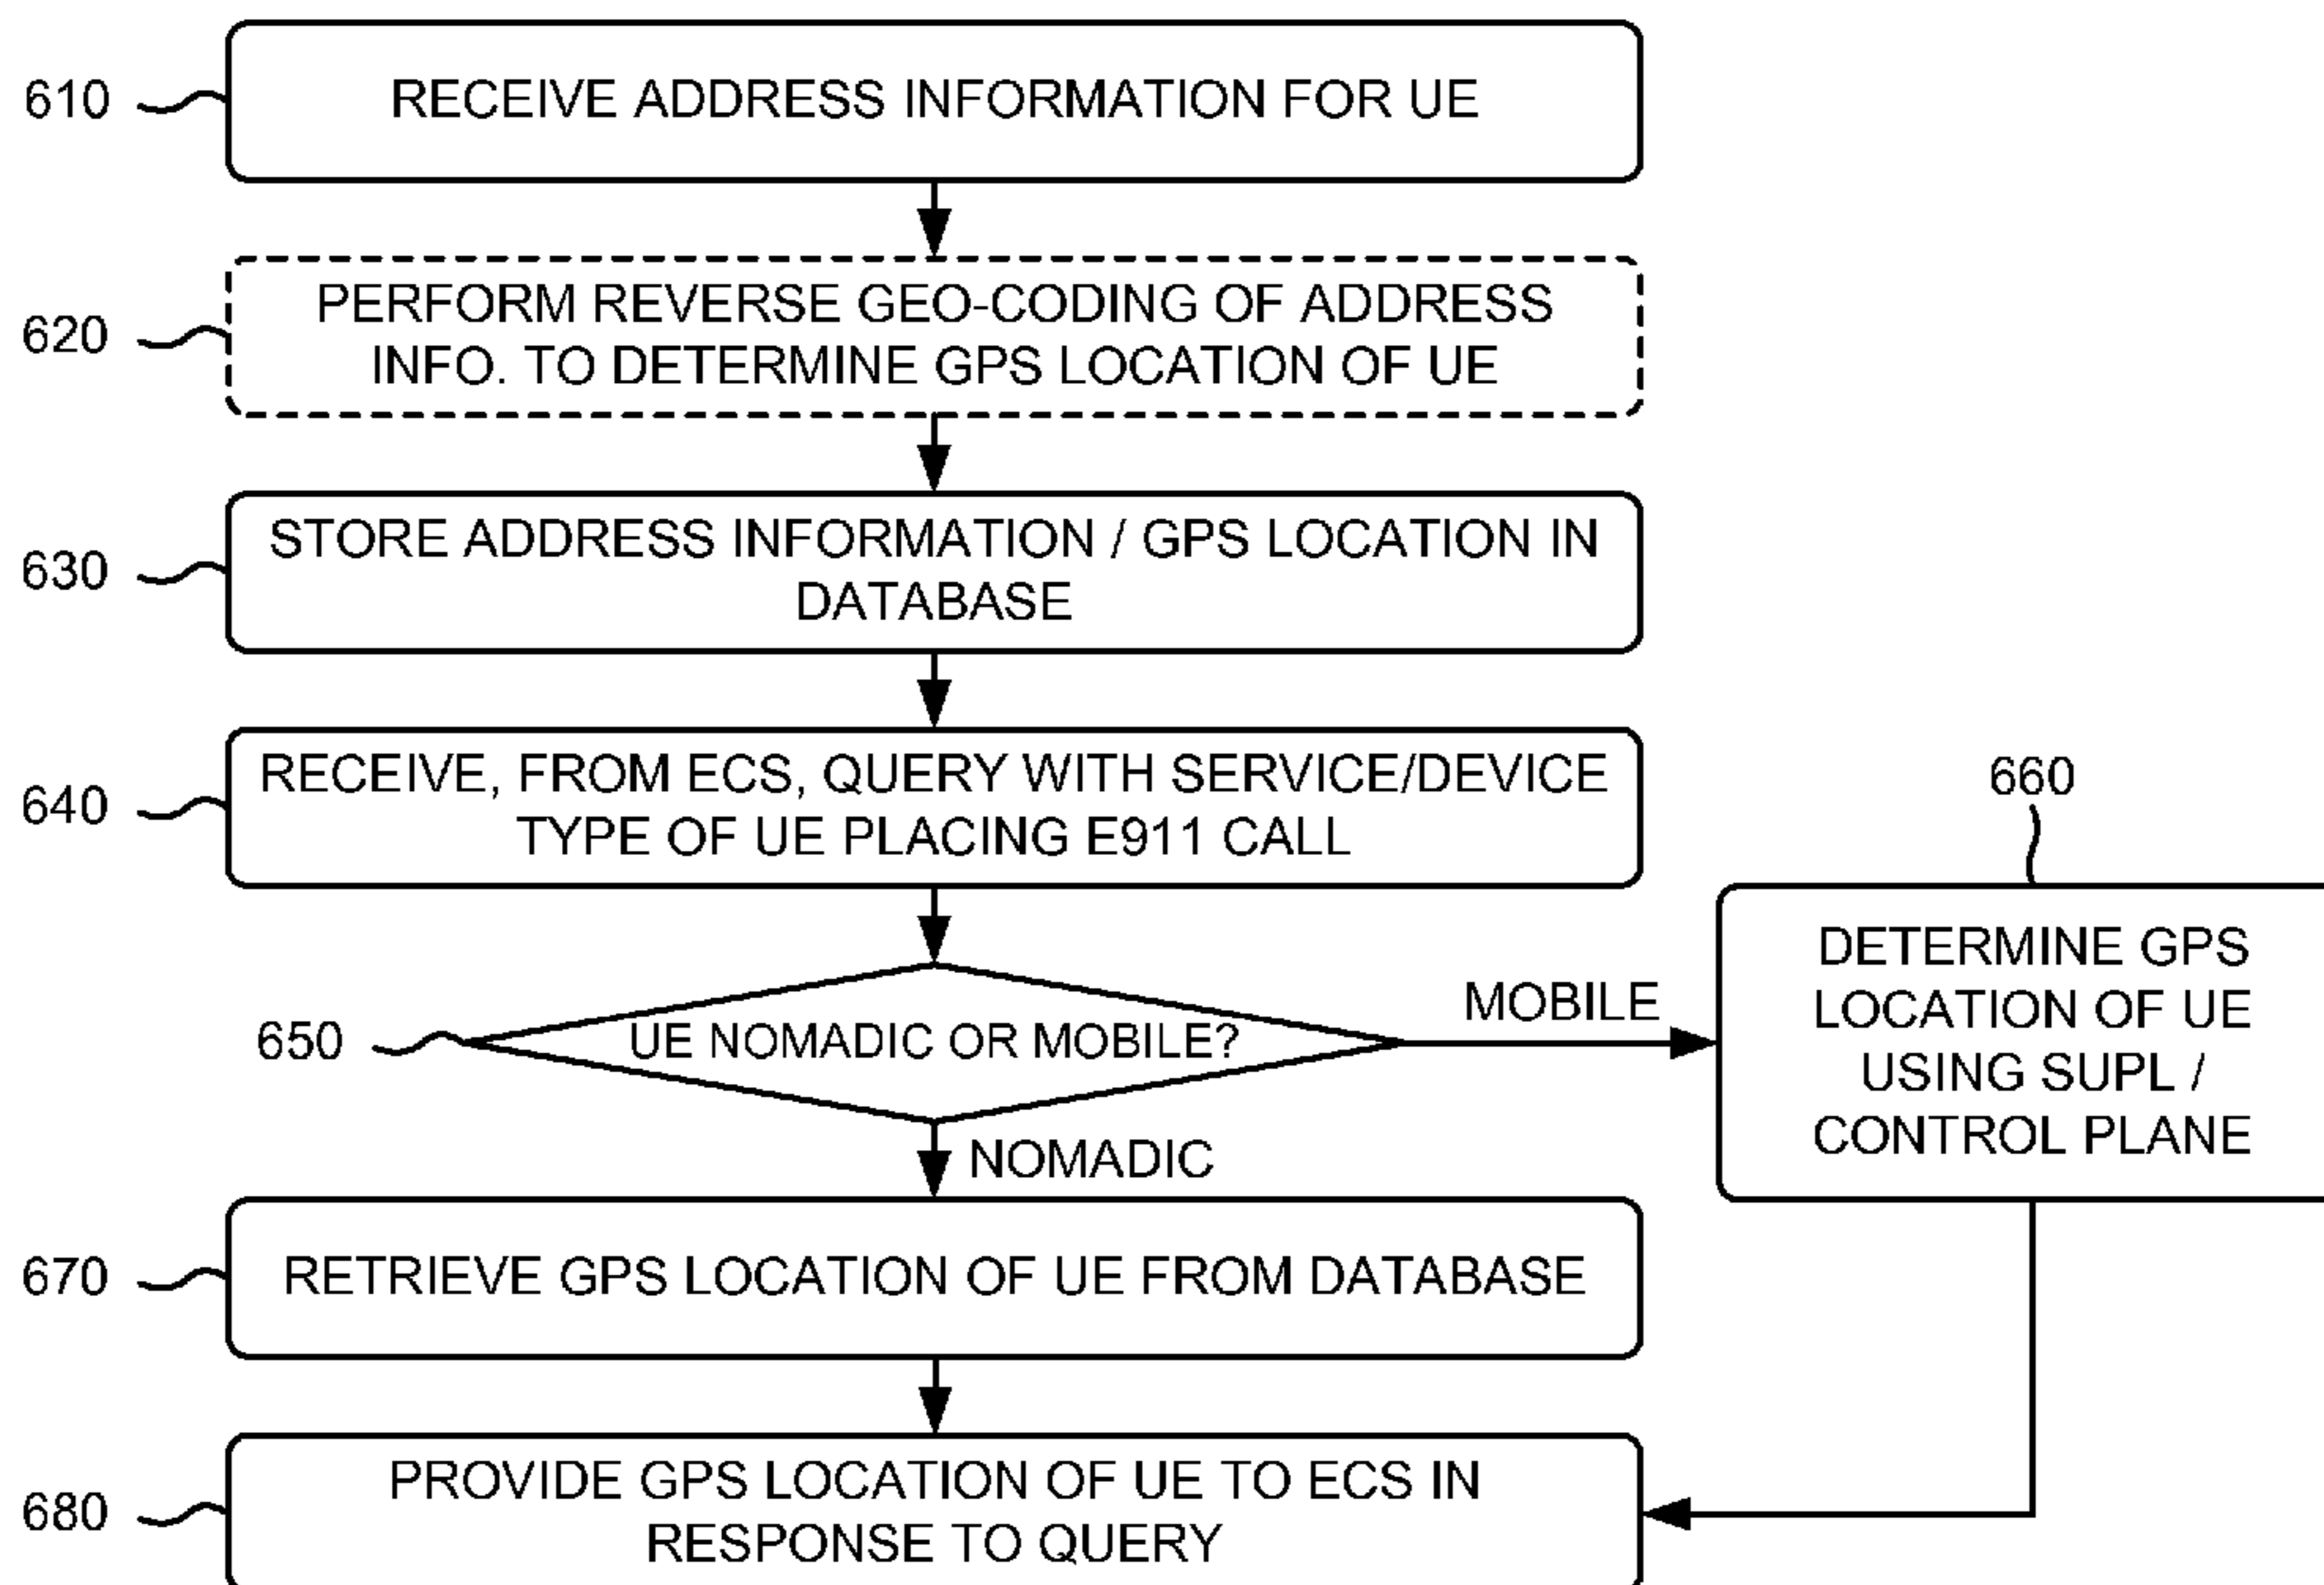 610
RECEIVE ADDRESS INFORMATION FOR UE
620
PERFORM REVERSE GEO-CODING OF ADDRESS
INFO. TO DETERMINE GPS LOCATION OF UE
630
STORE ADDRESS INFORMATION / GPS LOCATION IN
DATABASE
640
RECEIVE, FROM ECS, QUERY WITH SERVICE/DEVICE
TYPE OF UE PLACING E911 CALL
650
UE NOMADIC OR MOBILE?
MOBILE
660
DETERMINE GPS
LOCATION OF UE
USING SUPL /
CONTROL PLANE
NOMADIC
670
RETRIEVE GPS LOCATION OF UE FROM DATABASE
680
PROVIDE GPS LOCATION OF UE TO ECS IN
RESPONSE TO QUERY